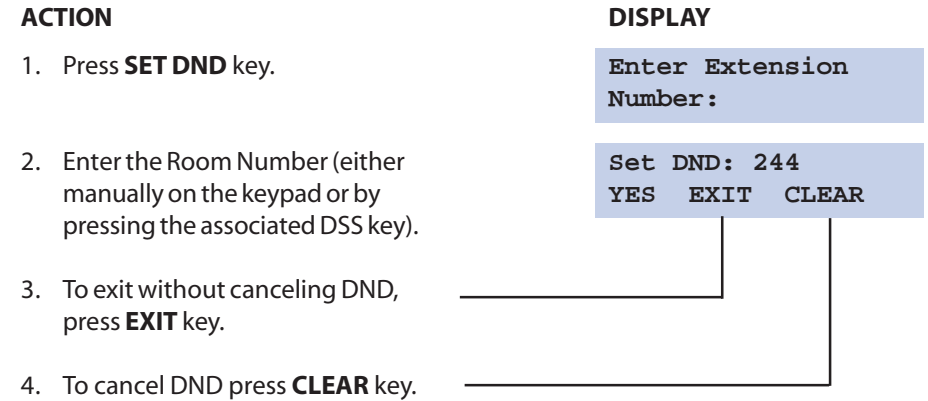 ACTION DISPLAY
1. Press SET DND key.
Enter Extension
Number:
2. Enter the Room Number (either
manually on the keypad or by
pressing the associated DSS key).
Set DND: 244
YES EXIT CLEAR
3. To exit without canceling DND,
press EXIT key.
4. To cancel DND press CLEAR key.